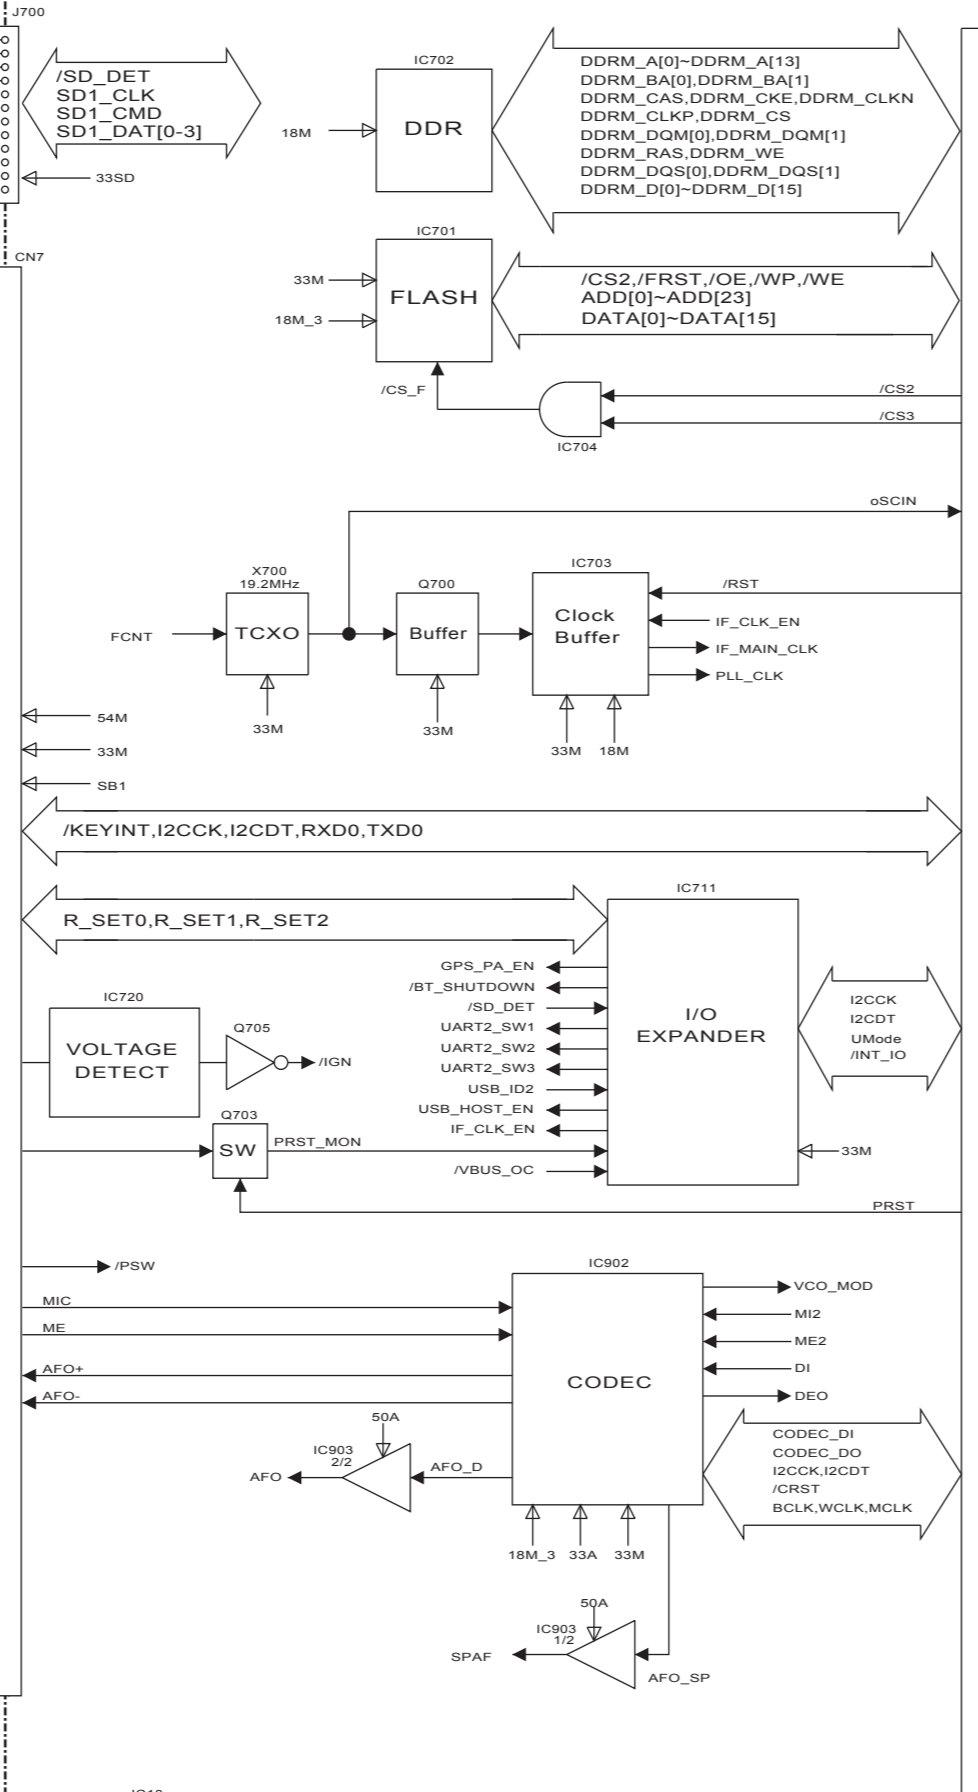 J700
/SD_DET
SD1_CLK
SD1_CMD
SD1_DAT[0-3]
33SD
CN7
IC702
DDR
18M
DDRM_A[0]~DDRM_A[13]
DDRM_BA[0],DDRM_BA[1]
DDRM_CAS,DDRM_CKE,DDRM_CLKN
DDRM_CLKP,DDRM_CS
DDRM_DQM[0],DDRM_DQM[1]
DDRM_RAS,DDRM_WE
DDRM_DQS[0],DDRM_DQS[1]
DDRM_D[0]~DDRM_D[15]
IC701
33M
FLASH
18M_3
/CS2,/FRST,/OE,/WP,/WE
ADD[0]~ADD[23]
DATA[0]~DATA[15]
/CS_F
/CS2
/CS3
IC704
oSCIN
X700
19.2MHz
TCXO
FCNT
33M
Q700
Buffer
33M
IC703
Clock
Buffer
/RST
IF_CLK_EN
IF_MAIN_CLK
PLL_CLK
33M
18M
54M
33M
SB1
/KEYINT,I2CCK,I2CDT,RXD0,TXD0
R_SET0,R_SET1,R_SET2
IC711
I/O
EXPANDER
GPS_PA_EN
/BT_SHUTDOWN
/SD_DET
UART2_SW1
UART2_SW2
UART2_SW3
USB_ID2
USB_HOST_EN
IF_CLK_EN
/VBUS_OC
I2CCK
I2CDT
UMode
/INT_IO
33M
IC720
VOLTAGE
DETECT
Q705
/IGN
Q703
SW
PRST_MON
PRST
/PSW
MIC
ME
AFO+
AFO-
IC902
CODEC
VCO_MOD
MI2
ME2
DI
DEO
CODEC_DI
CODEC_DO
I2CCK,I2CDT
/CRST
BCLK,WCLK,MCLK
50A
IC903
2/2
AFO
AFO_D
18M_3
33A
33M
50A
IC903
1/2
SPAF
AFO_SP